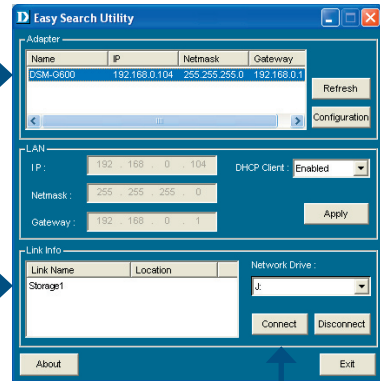 D Easy Search Utility
Adapter
Name IP Netmask Gateway
DSM-G600 192.168.0.104 255.255.255.0 192.168.0.1
Refresh
Configuration
LAN
IP : 192 . 168 . 0 . 104 DHCP Client : Enabled
Netmask : 255 . 255 . 255 . 0
Gateway : 192 . 168 . 0 . 1 Apply
Link Info
Link Name Location Network Drive :
Storage1 J:
Connect Disconnect
About Exit